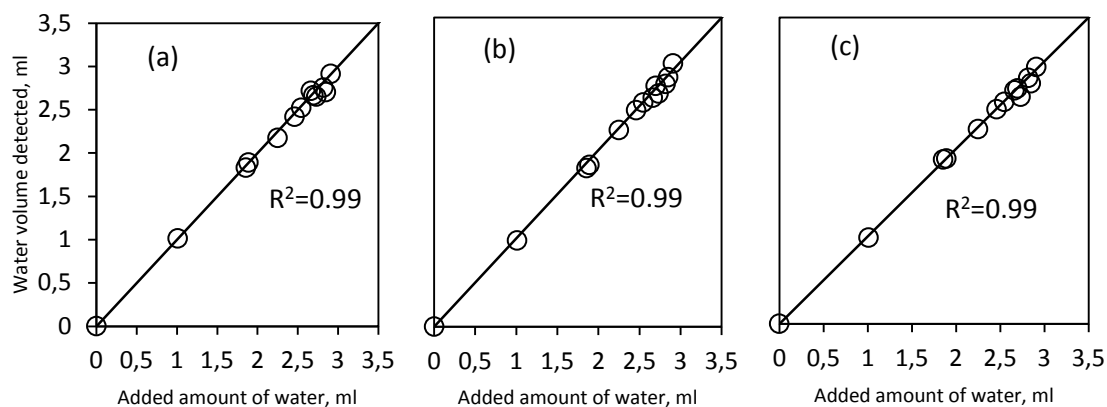 3,5
3
2,5
2
1,5
1
0,5
0
Water volume detected, ml
(a)
R²=0.99
0 0,5 1 1,5 2 2,5 3 3,5
Added amount of water, ml
(b)
R²=0.99
0 0,5 1 1,5 2 2,5 3 3,5
Added amount of water, ml
(c)
R²=0.99
0 0,5 1 1,5 2 2,5 3 3,5
Added amount of water, ml